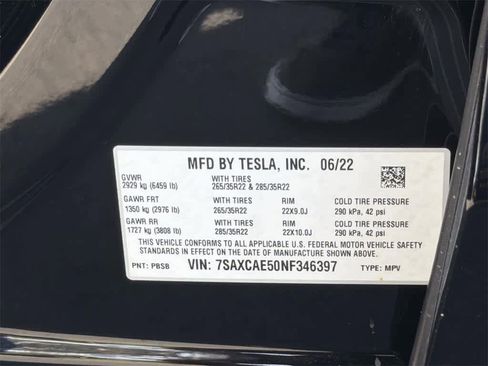 MFD BY TESLA, INC. 06/22
GVWR WITH TIRES
2929 kg (6459 lb) 265/35R22 & 285/35R22
GAWR FRT WITH TIRES RIM COLD TIRE PRESSURE
1350 kg (2976 lb) 265/35R22 22X9.0J 290 kPa, 42 psi
GAWR RR WITH TIRES RIM COLD TIRE PRESSURE
1727 kg (3808 lb) 285/35R22 22X10.0J 290 kPa, 42 psi
THIS VEHICLE CONFORMS TO ALL APPLICABLE U.S. FEDERAL MOTOR VEHICLE SAFETY
STANDARDS IN EFFECT ON THE DATE OF MANUFACTURE SHOWN ABOVE.
PNT: PBSB VIN: 7SAXCAE50NF346397 TYPE: MPV